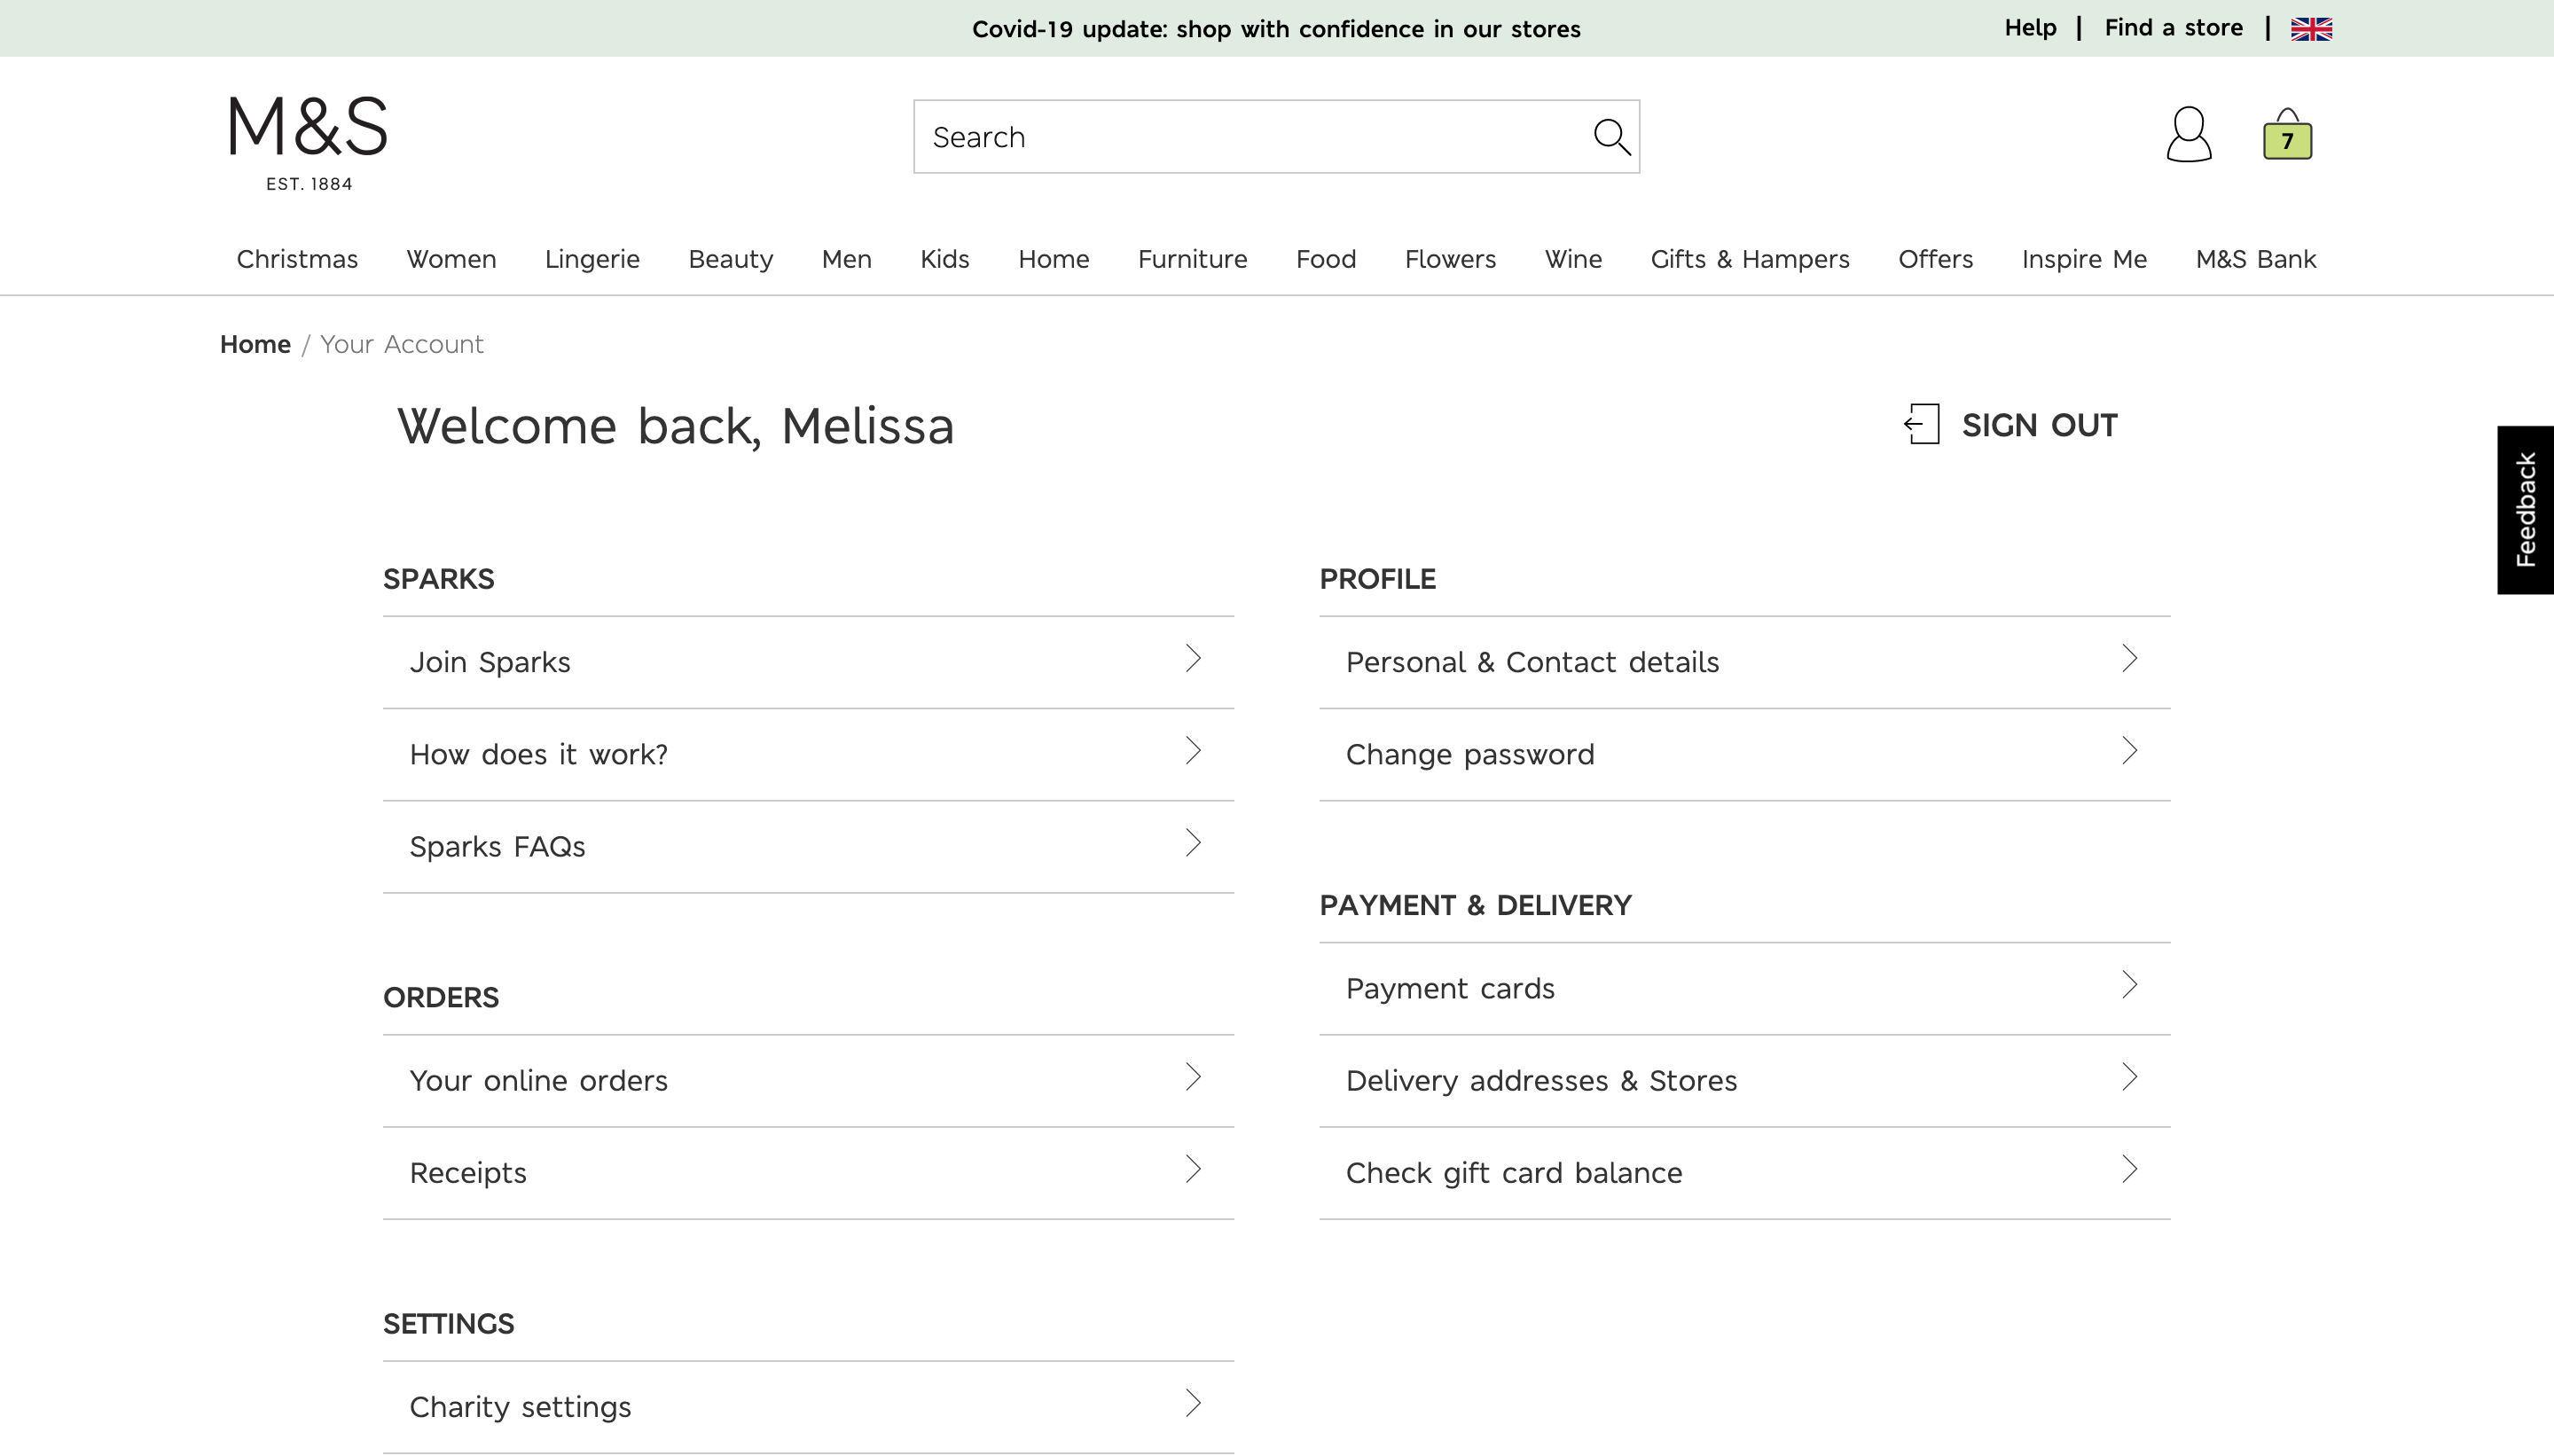 Covid-19 update: shop with confidence in our stores
Help | Find a store |
M&S
EST. 1884
Search
7
Christmas Women Lingerie Beauty Men Kids Home Furniture Food Flowers Wine Gifts & Hampers Offers Inspire Me M&S Bank
Home / Your Account
Welcome back, Melissa
SIGN OUT
Feedback
SPARKS
Join Sparks
How does it work?
Sparks FAQs
ORDERS
Your online orders
Receipts
SETTINGS
Charity settings
PROFILE
Personal & Contact details
Change password
PAYMENT & DELIVERY
Payment cards
Delivery addresses & Stores
Check gift card balance